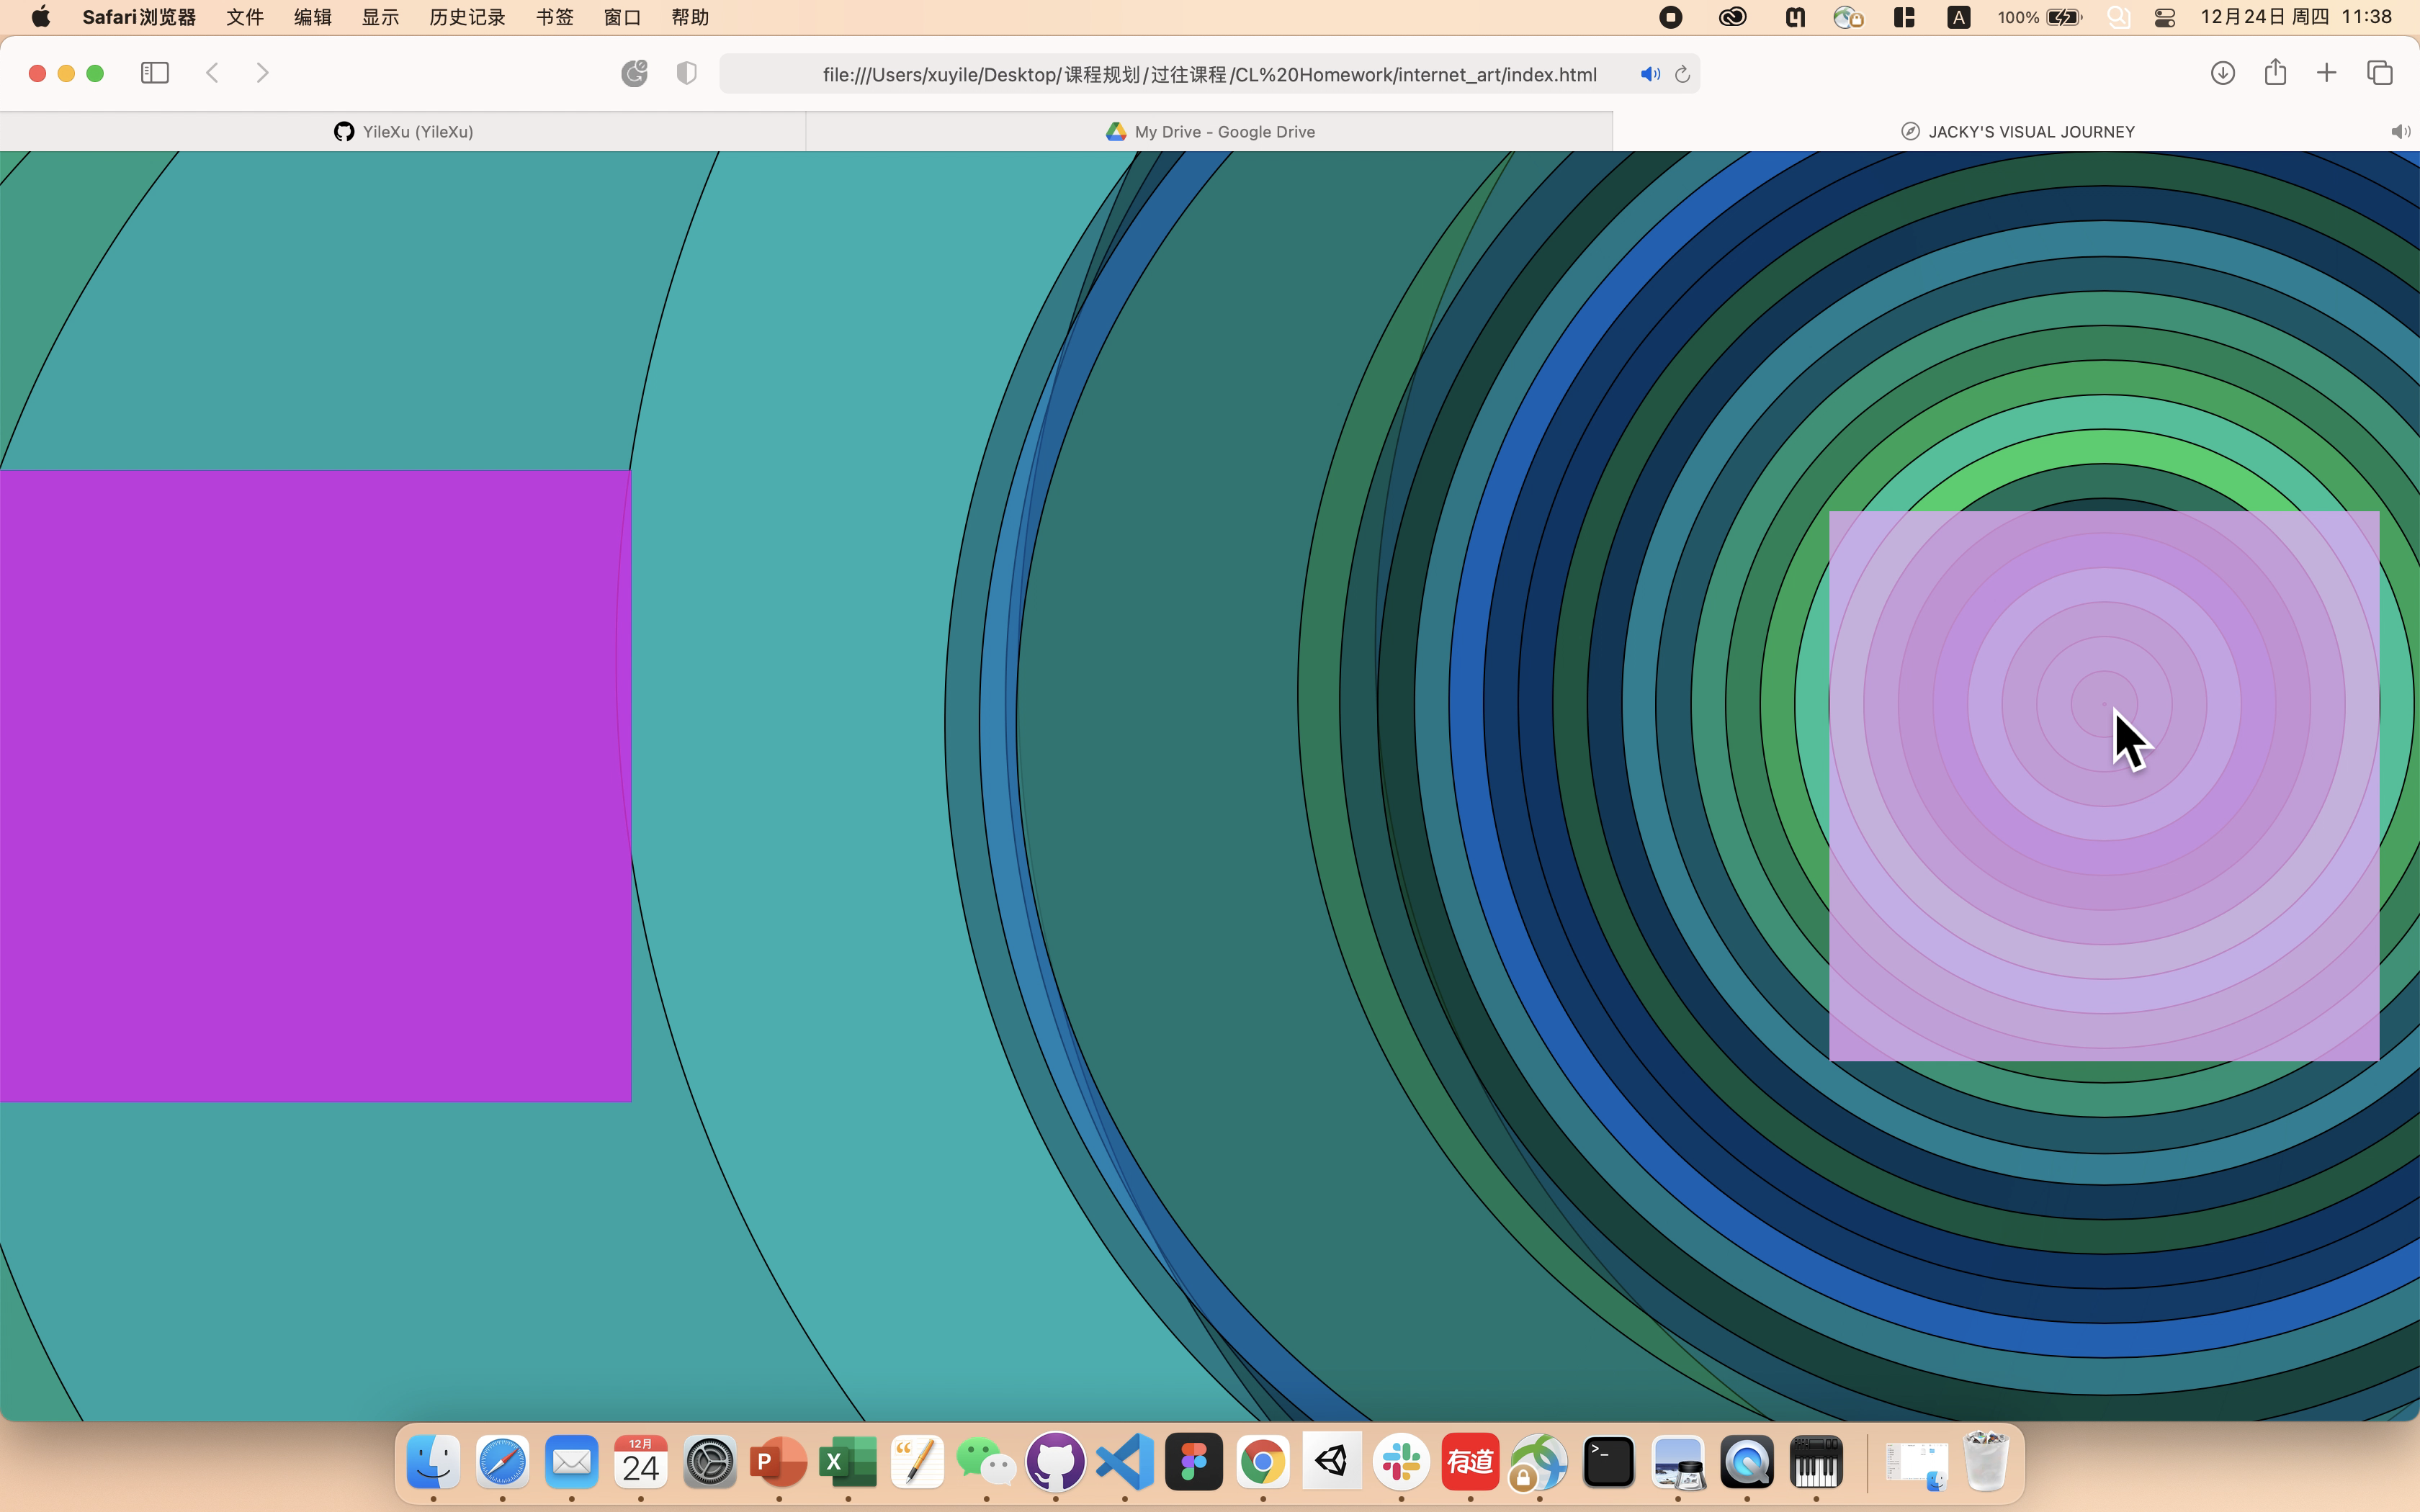 Safari浏览器 文件 编辑 显示 历史记录 书签 窗口 帮助 A 100% 12月24日 周四 11:38
file:///Users/xuyile/Desktop/课程规划/过往课程/CL%20Homework/internet_art/index.html
YileXu (YileXu) My Drive - Google Drive JACKY'S VISUAL JOURNEY
12月
24
P
X
有道
>_